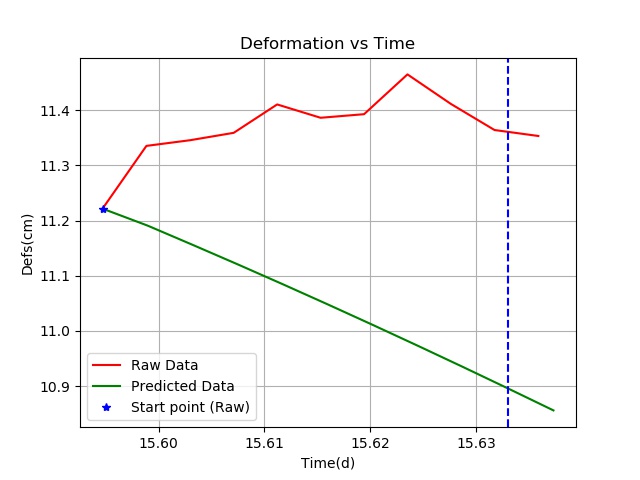 Deformation vs Time
Defs(cm)
11.4
11.3
11.2
11.1
11.0
10.9
Raw Data
Predicted Data
Start point (Raw)
15.60 15.61 15.62 15.63
Time(d)